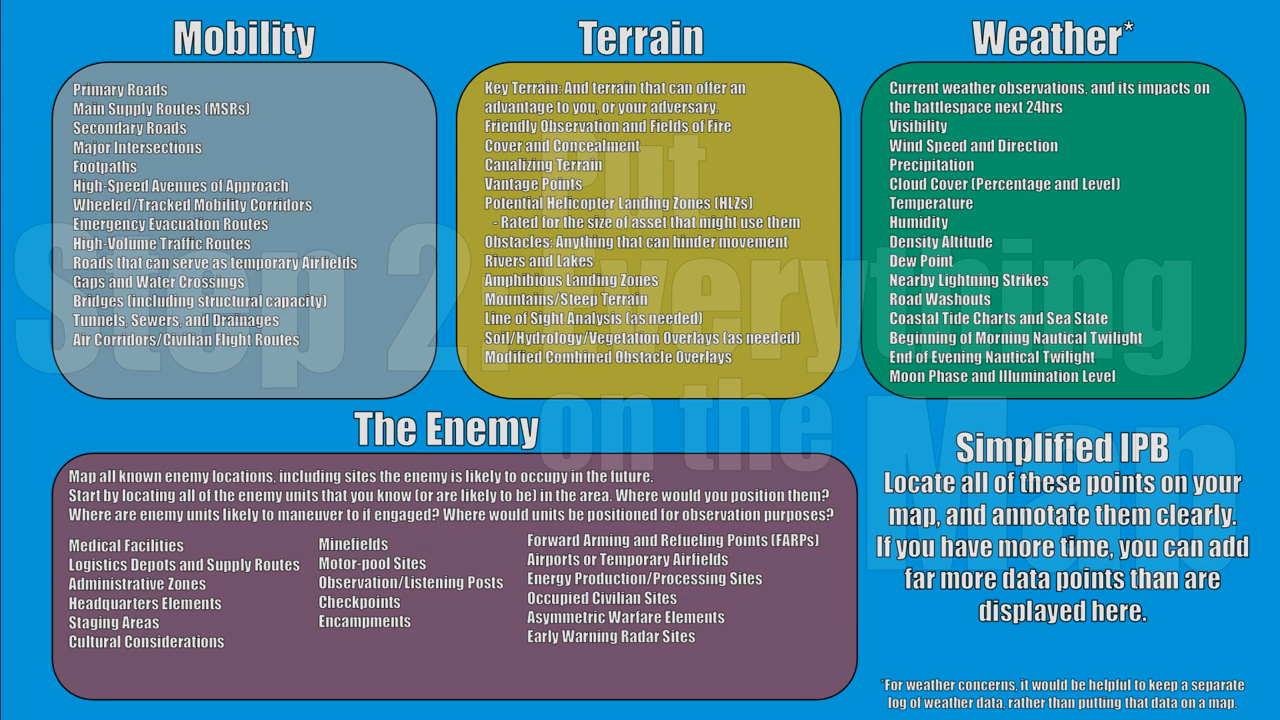 Mobility
Primary Roads
Main Supply Routes (MSRs)
Secondary Roads
Major Intersections
Footpaths
High-Speed Avenues of Approach
Wheeled/Tracked Mobility Corridors
Emergency Evacuation Routes
High-Volume Traffic Routes
Roads that can serve as temporary Airfields
Gaps and Water Crossings
Bridges (including structural capacity)
Tunnels, Sewers, and Drainages
Air Corridors/Civilian Flight Routes
Terrain
Key Terrain: And terrain that can offer an
advantage to you, or your adversary.
Friendly Observation and Fields of Fire
Cover and Concealment
Canalizing Terrain
Vantage Points
Potential Helicopter Landing Zones (HLZs)
- Rated for the size of asset that might use them
Obstacles: Anything that can hinder movement
Rivers and Lakes
Amphibious Landing Zones
Mountains/Steep Terrain
Line of Sight Analysis (as needed)
Soil/Hydrology/Vegetation Overlays (as needed)
Modified Combined Obstacle Overlays
Weather*
Current weather observations, and its impacts on
the battlespace next 24hrs
Visibility
Wind Speed and Direction
Precipitation
Cloud Cover (Percentage and Level)
Temperature
Humidity
Density Altitude
Dew Point
Nearby Lightning Strikes
Road Washouts
Coastal Tide Charts and Sea State
Beginning of Morning Nautical Twilight
End of Evening Nautical Twilight
Moon Phase and Illumination Level
The Enemy
Map all known enemy locations, including sites the enemy is likely to occupy in the future.
Start by locating all of the enemy units that you know (or are likely to be) in the area. Where would you position them?
Where are enemy units likely to maneuver to if engaged? Where would units be positioned for observation purposes?
Medical Facilities
Logistics Depots and Supply Routes
Administrative Zones
Headquarters Elements
Staging Areas
Cultural Considerations
Minefields
Motor-pool Sites
Observation/Listening Posts
Checkpoints
Encampments
Forward Arming and Refueling Points (FARPs)
Airports or Temporary Airfields
Energy Production/Processing Sites
Occupied Civilian Sites
Asymmetric Warfare Elements
Early Warning Radar Sites
Simplified IPB
Locate all of these points on your
map, and annotate them clearly.
If you have more time, you can add
far more data points than are
displayed here.
*For weather concerns, it would be helpful to keep a separate
log of weather data, rather than putting that data on a map.
Put
Step 2: Everything
on the Map